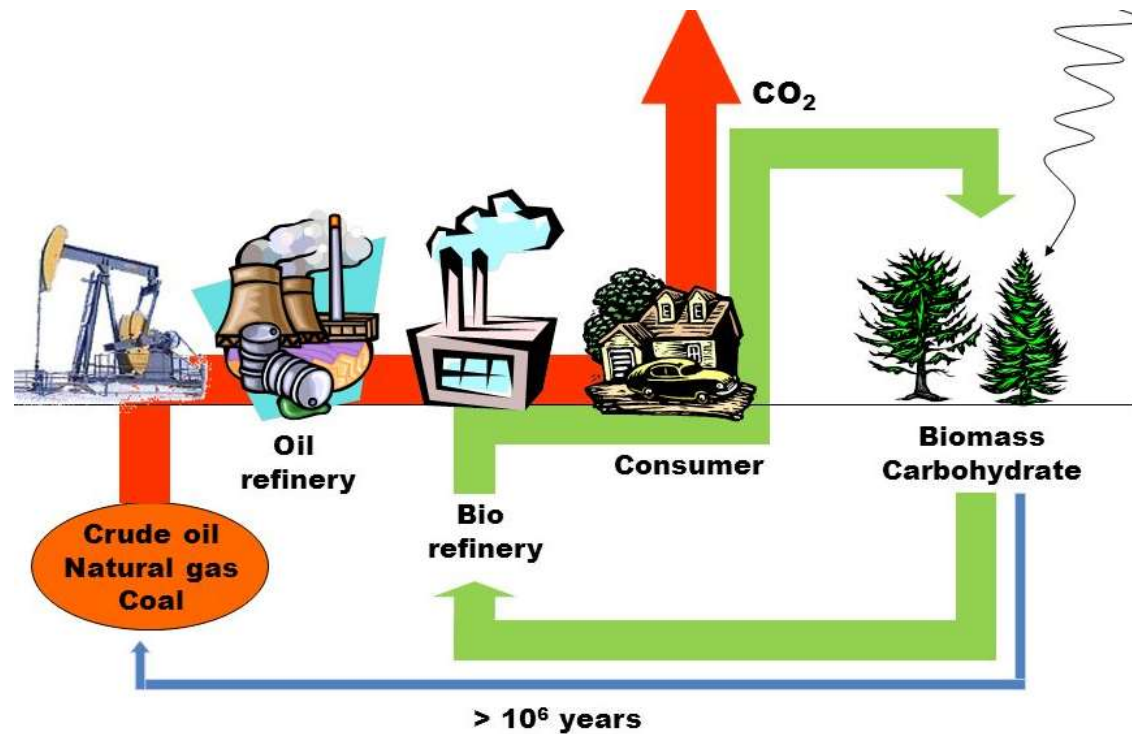 CO₂
Oil
refinery
Consumer
Biomass
Carbohydrate
Bio
refinery
Crude oil
Natural gas
Coal
> 10⁶ years